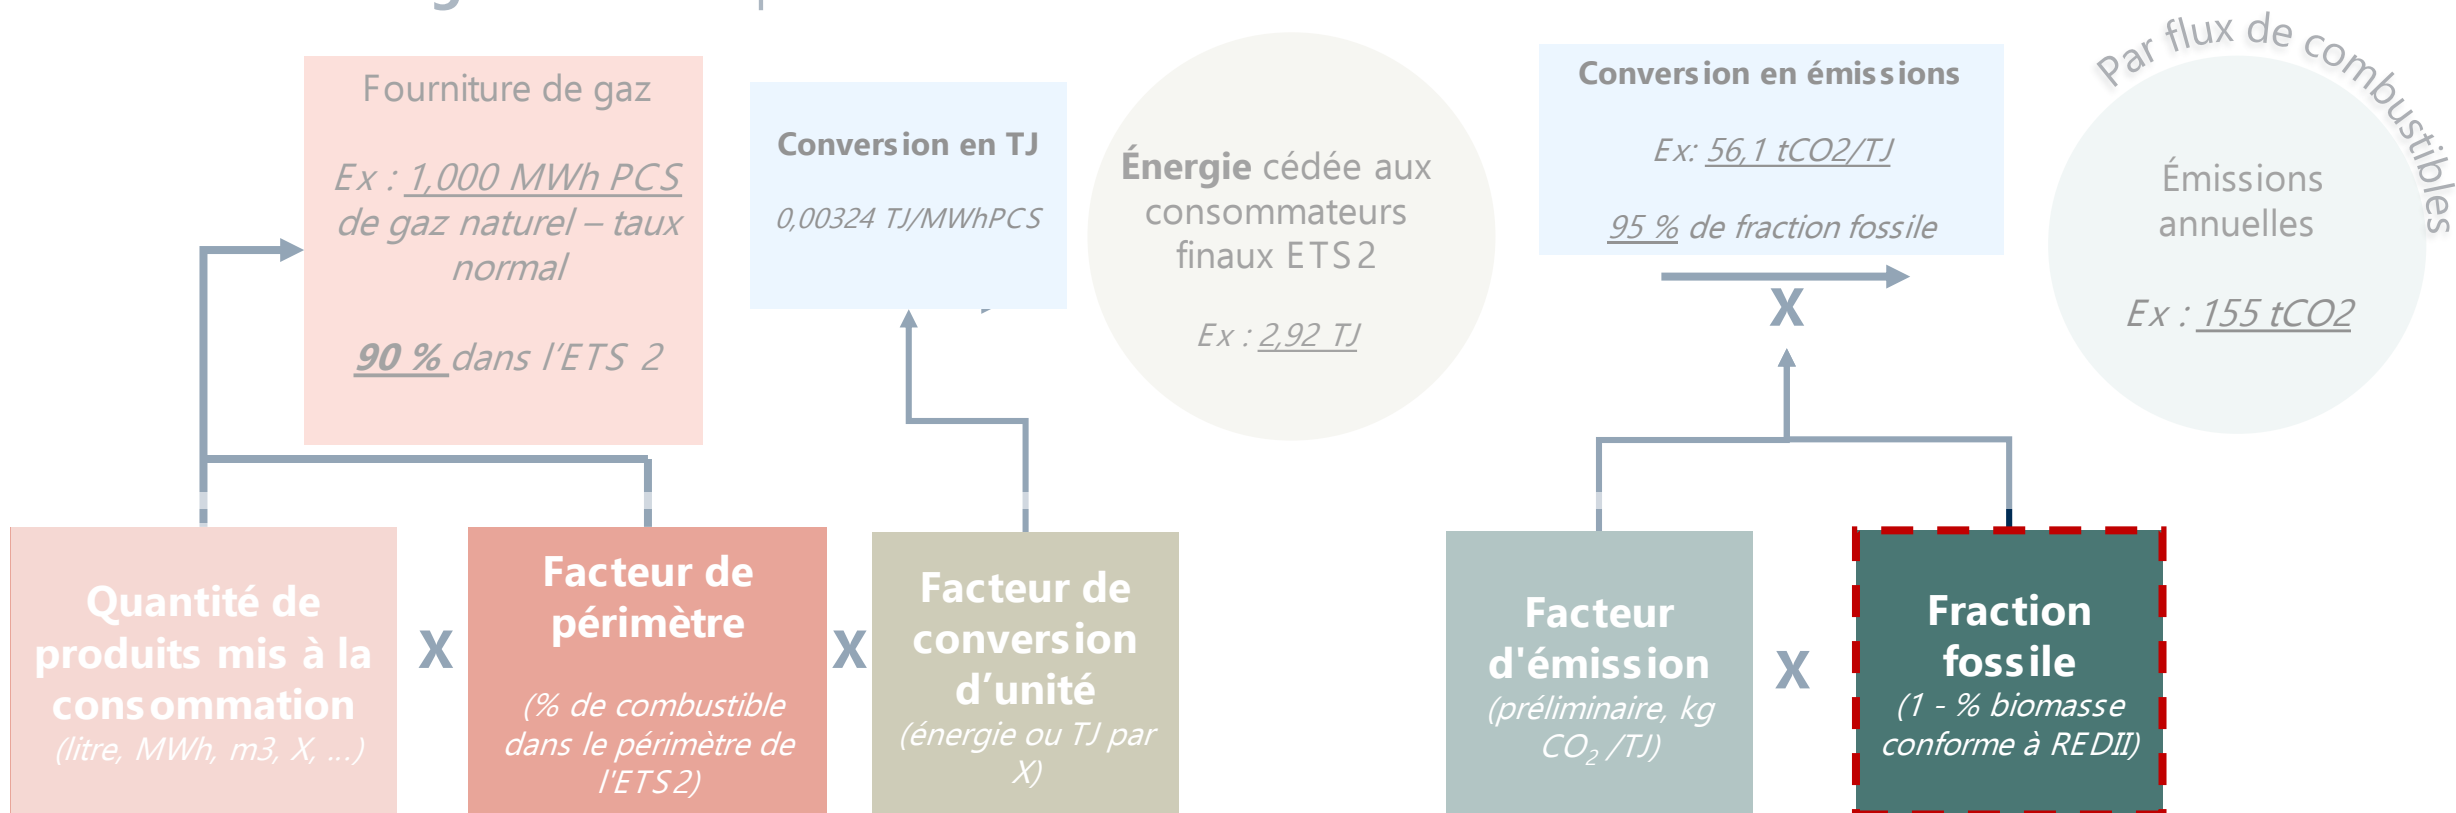 Fourniture de gaz
Ex : 1,000 MWh PCS
de gaz naturel – taux
normal
90 % dans l'ETS 2
Conversion en TJ
0,00324 TJ/MWhPCS
Énergie cédée aux
consommateurs
finaux ETS2
Ex : 2,92 TJ
Conversion en émissions
Ex: 56,1 tCO2/TJ
95 % de fraction fossile
X
Par flux de combustibles
Émissions
annuelles
Ex : 155 tCO2
Quantité de
produits mis à la
consommation
(litre, MWh, m3, X, ...)
X
Facteur de
périmètre
(% de combustible
dans le périmètre de
l'ETS2)
X
Facteur de
conversion
d’unité
(énergie ou TJ par
X)
Facteur
d'émission
(préliminaire, kg
CO₂ /TJ)
X
Fraction
fossile
(1 - % biomasse
conforme à REDII)